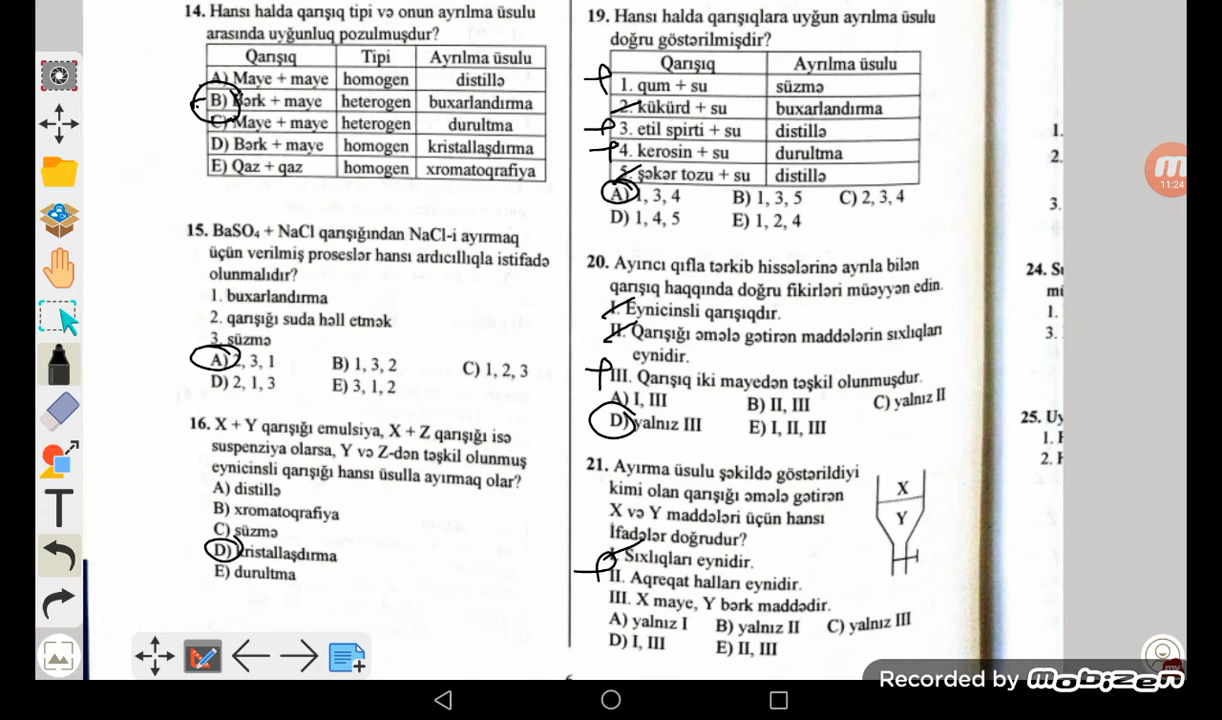 14. Hansı halda qarışıq tipi və onun ayrılma üsulu
arasında uyğunluq pozulmuşdur?
Qarışıq Tipi Ayrılma üsulu
A) Maye + maye homogen distillə
B) Bərk + maye heterogen buxarlandırma
C) Maye + maye heterogen durultma
D) Bərk + maye homogen kristallaşdırma
E) Qaz + qaz homogen xromatoqrafiya
15. BaSO₄ + NaCl qarışığından NaCl-i ayırmaq
üçün verilmiş proseslər hansı ardıcıllıqla istifadə
olunmalıdır?
1. buxarlandırma
2. qarışığı suda həll etmək
3. süzmə
A) 2, 3, 1 B) 1, 3, 2 C) 1, 2, 3
D) 2, 1, 3 E) 3, 1, 2
16. X + Y qarışığı emulsiya, X + Z qarışığı isə
suspenziya olarsa, Y və Z-dən təşkil olunmuş
eynicinsli qarışığı hansı üsulla ayırmaq olar?
A) distillə
B) xromatoqrafiya
C) süzmə
D) kristallaşdırma
E) durultma
19. Hansı halda qarışıqlara uyğun ayrılma üsulu
doğru göstərilmişdir?
Qarışıq Ayrılma üsulu
1. qum + su süzmə
2. kükürd + su buxarlandırma
3. etil spirti + su distillə
4. kerosin + su durultma
5. şəkər tozu + su distillə
A) 1, 3, 4 B) 1, 3, 5 C) 2, 3, 4
D) 1, 4, 5 E) 1, 2, 4
20. Ayırıcı qıfla tərkib hissələrinə ayrıla bilən
qarışıq haqqında doğru fikirləri müəyyən edin.
I. Eynicinsli qarışıqdır.
II. Qarışığı əmələ gətirən maddələrin sıxlıqları
eynidir.
III. Qarışıq iki mayedən təşkil olunmuşdur.
A) I, III B) II, III C) yalnız II
D) yalnız III E) I, II, III
21. Ayırma üsulu şəkildə göstərildiyi
kimi olan qarışığı əmələ gətirən
X və Y maddələri üçün hansı
İfadələr doğrudur?
X
Y
I. Sıxlıqları eynidir.
II. Aqreqat halları eynidir.
III. X maye, Y bərk maddədir.
A) yalnız I B) yalnız II C) yalnız III
D) I, III E) II, III
1.
2.
3.
24.
1.
3.
25. Uy
1.
2.
11:24
T
Recorded by mobizen